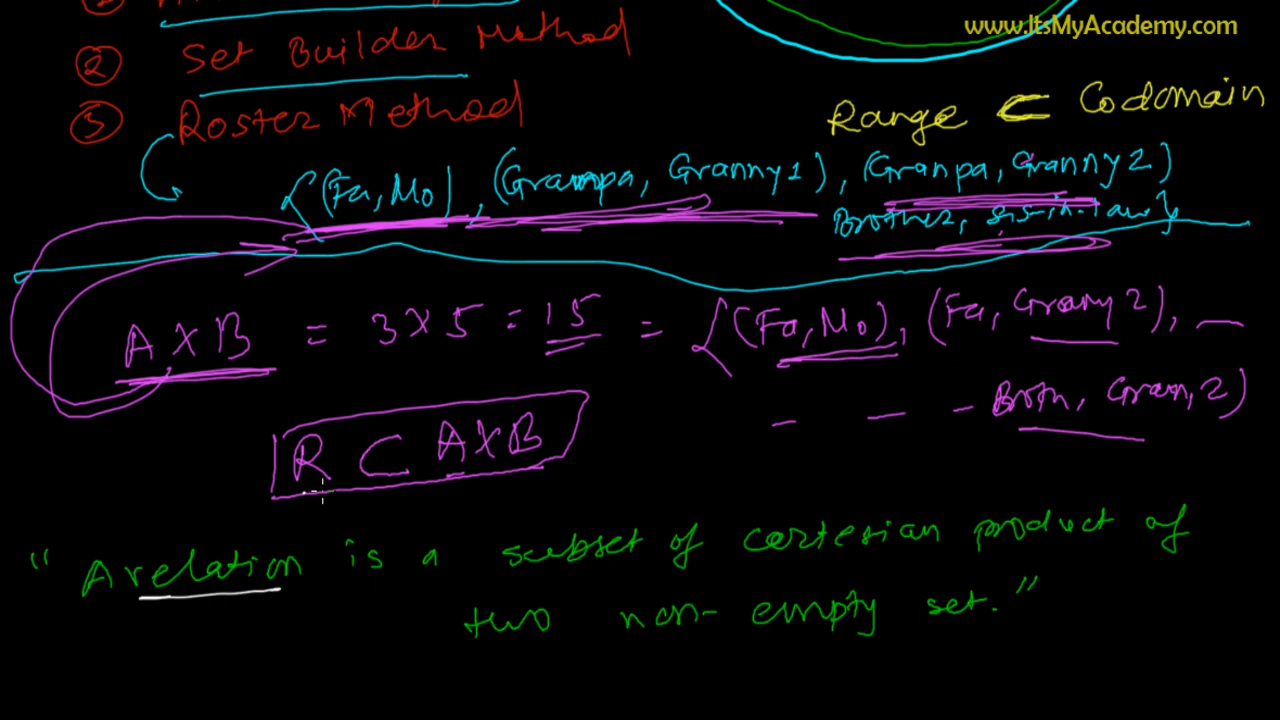 www.ItsMyAcademy.com
② Set Builder Method
③ Roster Method
Range ⊂ Codomain
{(Fa, Mo), (Grampa, Granny1), (Granpa, Granny2)
Brother, sis-in-law}
A X B = 3 X 5 = 15 = {(Fa, Mo), (Fa, Granny 2), —
— — — Broth, Gran, 2)
R ⊂ A X B
" A relation is a subset of cartesian product of
two non-empty set."